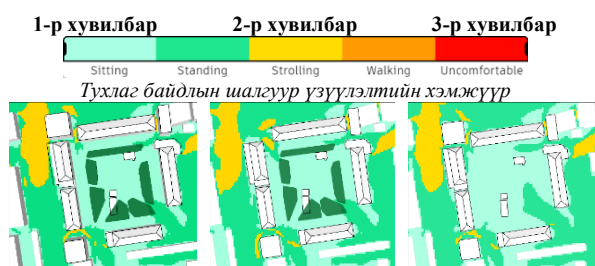 1-р хувилбар 2-р хувилбар 3-р хувилбар
Sitting Standing Strolling Walking Uncomfortable
Тухлаг байдлын шалгуур үзүүлэлтийн хэмжүүр